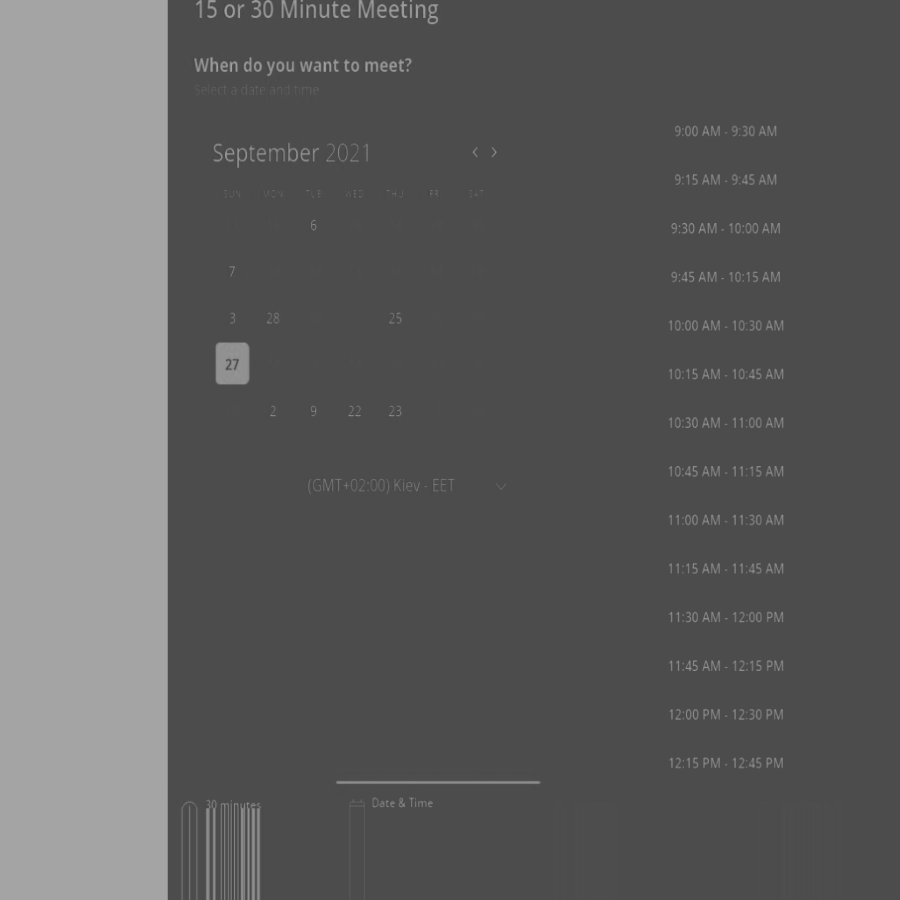 15 or 30 Minute Meeting
When do you want to meet?
Select a date and time
September 2021
SUN MON TUE WED THU FR SAT
6
7
3 28 25
27
2 9 22 23
(GMT+02:00) Kiev - EET
9:00 AM - 9:30 AM
9:15 AM - 9:45 AM
9:30 AM - 10:00 AM
9:45 AM - 10:15 AM
10:00 AM - 10:30 AM
10:15 AM - 10:45 AM
10:30 AM - 11:00 AM
10:45 AM - 11:15 AM
11:00 AM - 11:30 AM
11:15 AM - 11:45 AM
11:30 AM - 12:00 PM
11:45 AM - 12:15 PM
12:00 PM - 12:30 PM
12:15 PM - 12:45 PM
30 minutes
Date & Time